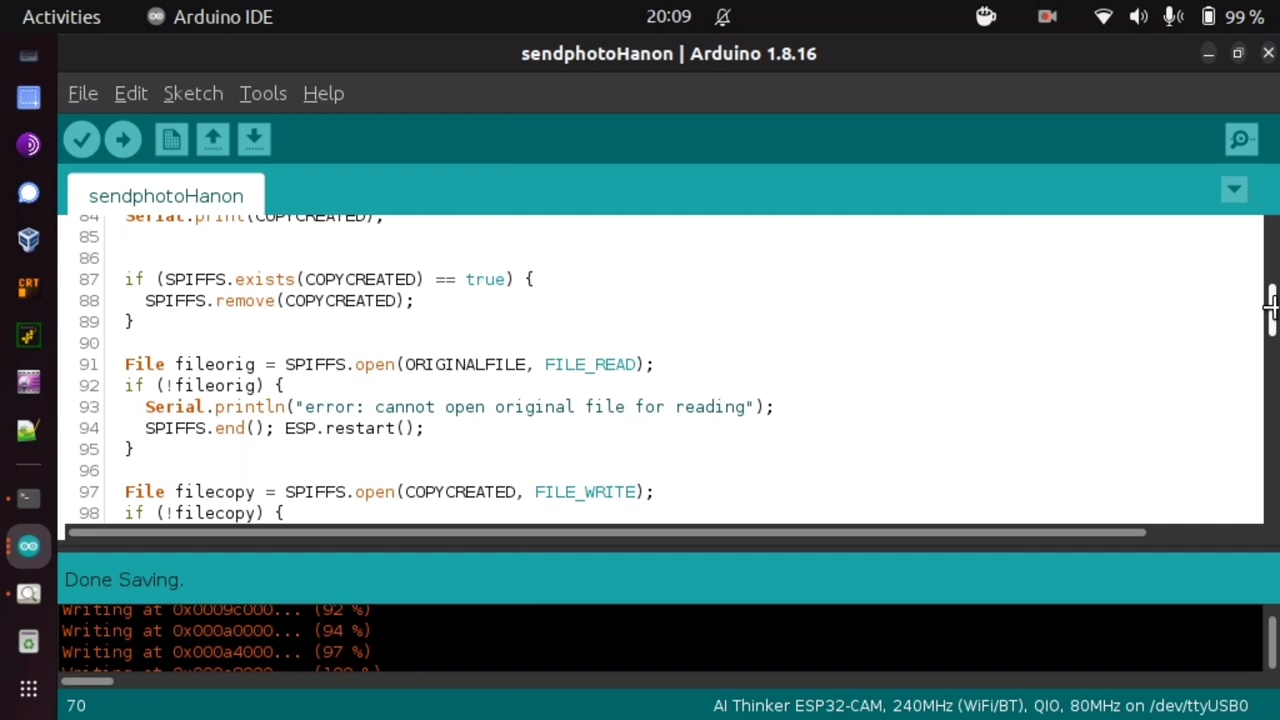 Activities
Arduino IDE
20:09
99 %
sendphotoHanon | Arduino 1.8.16
File Edit Sketch Tools Help
sendphotoHanon
84 Serial.print(COPYCREATED);
85
86
87 if (SPIFFS.exists(COPYCREATED) == true) {
88 SPIFFS.remove(COPYCREATED);
89 }
90
91 File fileorig = SPIFFS.open(ORIGINALFILE, FILE_READ);
92 if (!fileorig) {
93 Serial.println("error: cannot open original file for reading");
94 SPIFFS.end(); ESP.restart();
95 }
96
97 File filecopy = SPIFFS.open(COPYCREATED, FILE_WRITE);
98 if (!filecopy) {
CRT
Done Saving.
Writing at 0x0009c000... (92 %)
Writing at 0x000a0000... (94 %)
Writing at 0x000a4000... (97 %)
70
AI Thinker ESP32-CAM, 240MHz (WiFi/BT), QIO, 80MHz on /dev/ttyUSB0